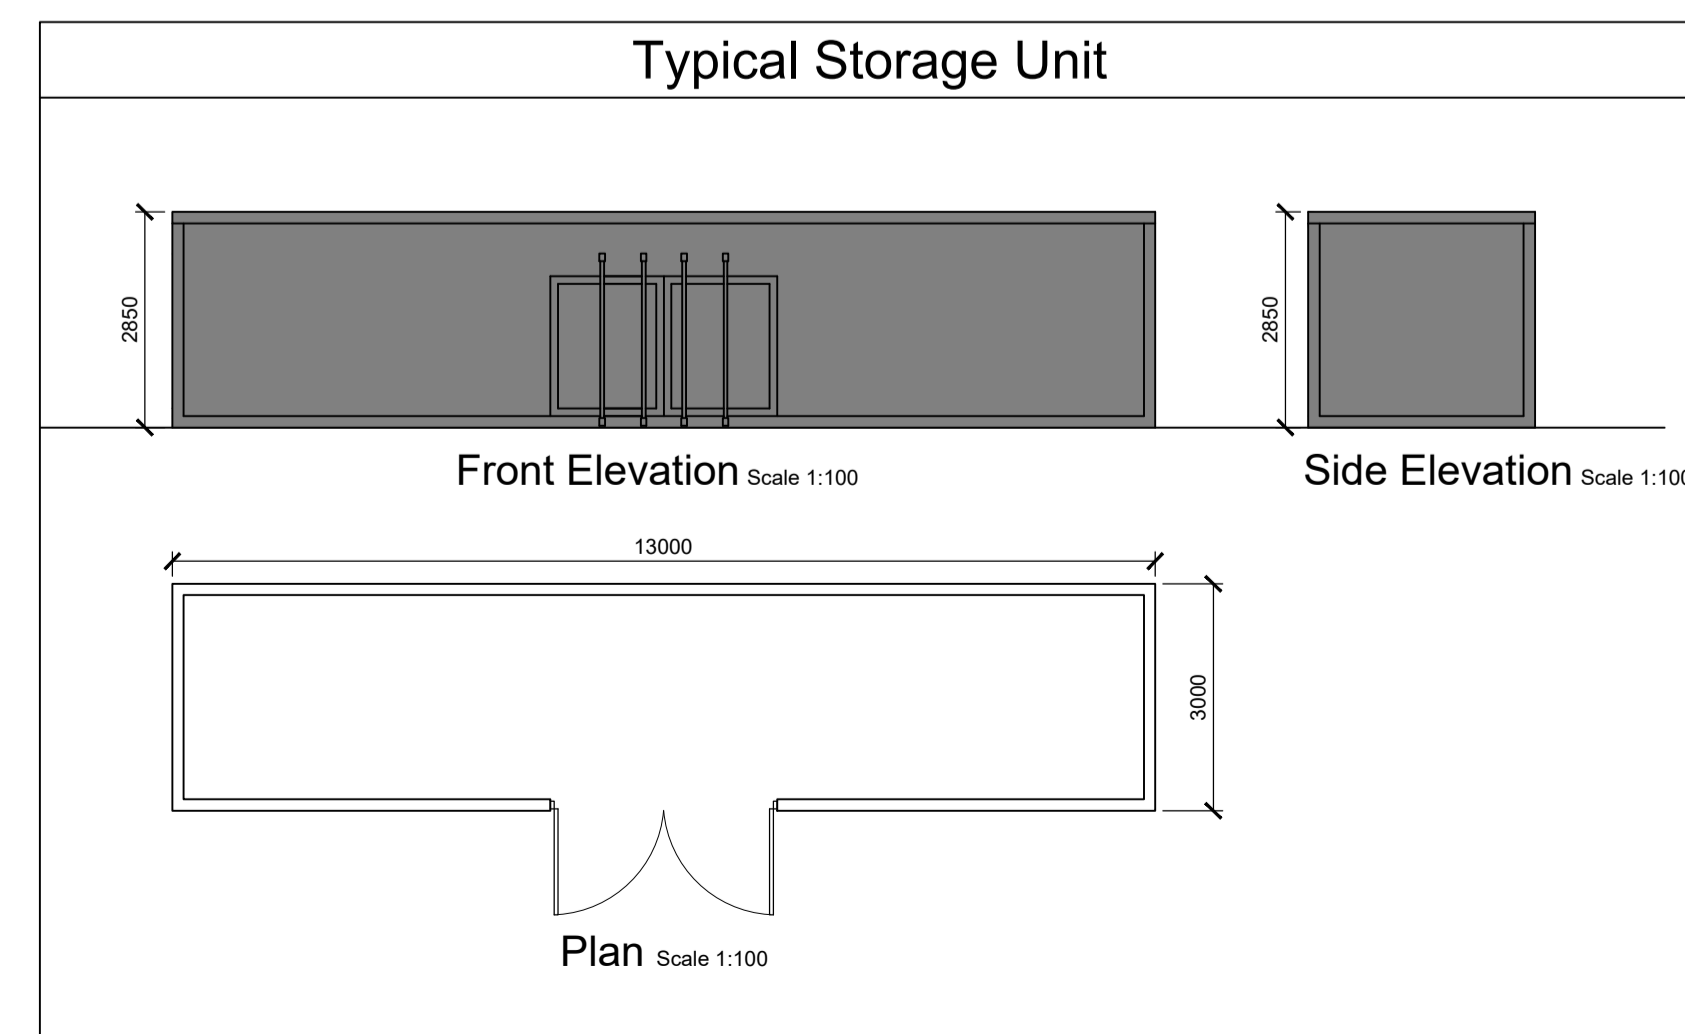 Typical Storage Unit
2850
2850
Front Elevation Scale 1:100
Side Elevation Scale 1:100
13000
3000
Plan Scale 1:100